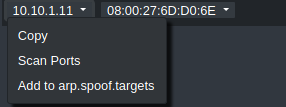 10.10.1.11 08:00:27:6D:D0:6E
Copy
Scan Ports
Add to arp.spoof.targets